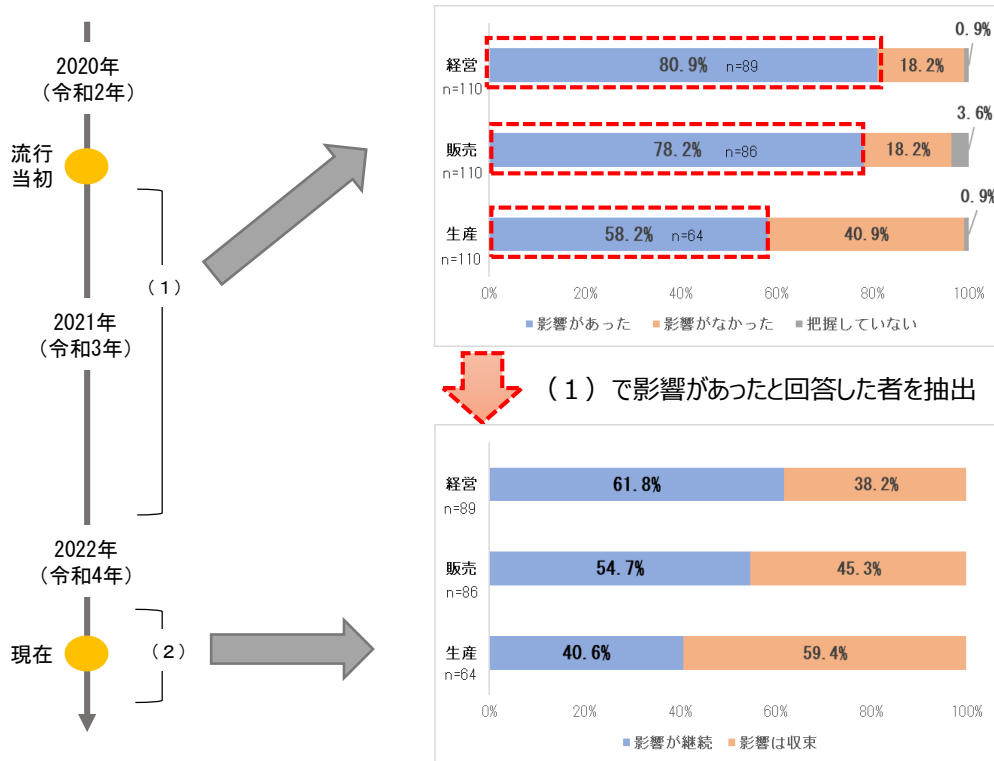 2020年
（令和2年）
流行
当初
（１）
2021年
（令和3年）
2022年
（令和4年）
現在
（２）
0.9%
経営
n=110
80.9%
n=89
18.2%
3.6%
販売
n=110
78.2%
n=86
18.2%
0.9%
生産
n=110
58.2%
n=64
40.9%
0% 20% 40% 60% 80% 100%
影響があった 影響がなかった 把握していない
（１）で影響があったと回答した者を抽出
経営
n=89
61.8%
38.2%
販売
n=86
54.7%
45.3%
生産
n=64
40.6%
59.4%
0% 20% 40% 60% 80% 100%
影響が継続 影響は収束